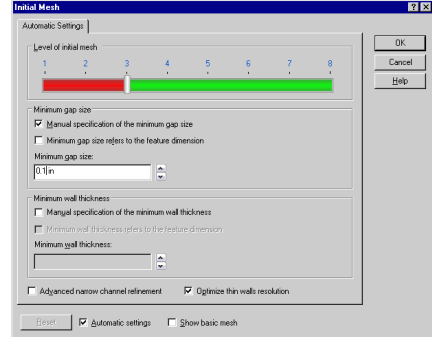 Initial Mesh
Automatic Settings
Level of initial mesh
1 2 3 4 5 6 7 8
Minimum gap size
Manual specification of the minimum gap size
Minimum gap size refers to the feature dimension
Minimum gap size:
0.1 in
Minimum wall thickness
Manual specification of the minimum wall thickness
Minimum wall thickness refers to the feature dimension
Minimum wall thickness:
Advanced narrow channel refinement Optimize thin walls resolution
Reset Automatic settings Show basic mesh
OK
Cancel
Help